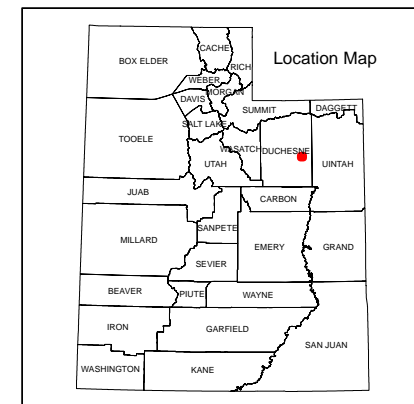 Location Map
BOX ELDER
CACHE
RICH
WEBER
MORGAN
DAVIS
SUMMIT
DAGGETT
SALT LAKE
TOOELE
WASATCH
DUCHESNE
UTAH
UINTAH
JUAB
CARBON
SANPETE
MILLARD
EMERY
GRAND
SEVIER
BEAVER
PIUTE
WAYNE
IRON
GARFIELD
SAN JUAN
WASHINGTON
KANE